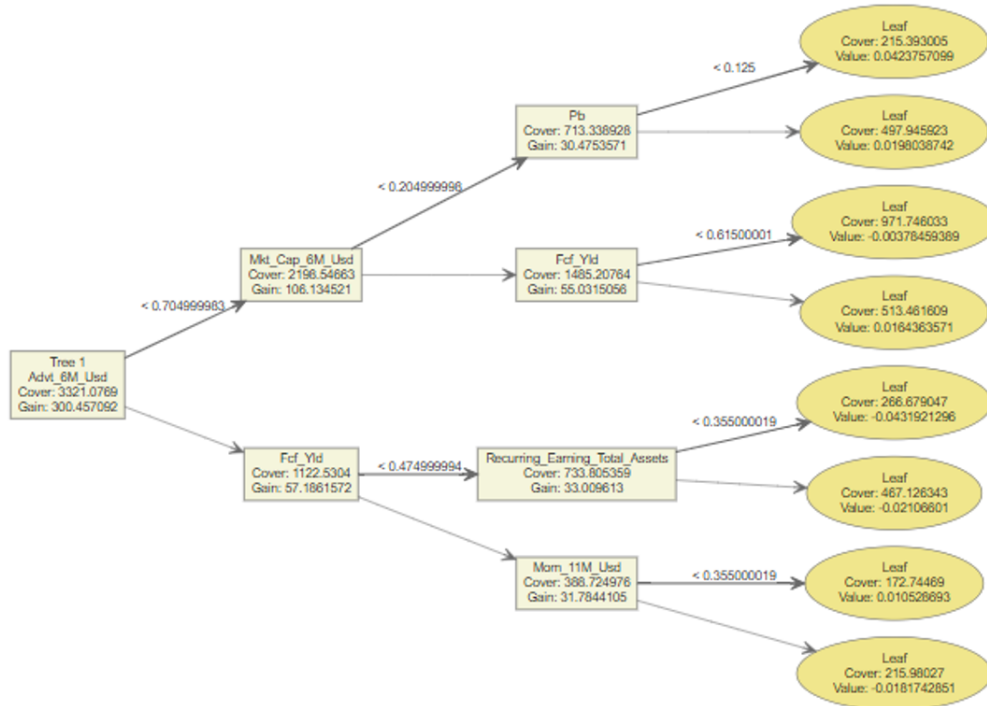 Leaf
Cover: 215.393005
Value: 0.0423757099
< 0.125
Pb
Cover: 713.338928
Gain: 30.4753571
Leaf
Cover: 497.945923
Value: 0.0198038742
< 0.204999998
Leaf
Cover: 971.746033
Value: -0.00378459389
< 0.61500001
Mkt_Cap_6M_Usd
Cover: 2198.54663
Gain: 106.134521
Fcf_Yld
Cover: 1485.20764
Gain: 55.0315056
< 0.704999983
Leaf
Cover: 513.461609
Value: 0.0164363571
Tree 1
Advt_6M_Usd
Cover: 3321.0769
Gain: 300.457092
Leaf
Cover: 266.679047
Value: -0.0431921296
< 0.355000019
Fcf_Yld
Cover: 1122.5304
Gain: 57.1861572
< 0.474999994
Recurring_Earning_Total_Assets
Cover: 733.805359
Gain: 33.009613
Leaf
Cover: 467.126343
Value: -0.02106601
Mom_11M_Usd
Cover: 388.724976
Gain: 31.7844105
< 0.355000019
Leaf
Cover: 172.74469
Value: 0.010528693
Leaf
Cover: 215.98027
Value: -0.0181742851